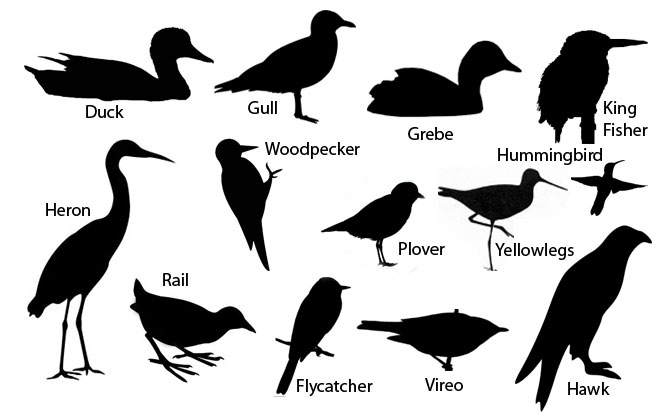 Duck
Gull
Grebe
King
Fisher
Heron
Woodpecker
Hummingbird
Plover
Yellowlegs
Rail
Flycatcher
Vireo
Hawk